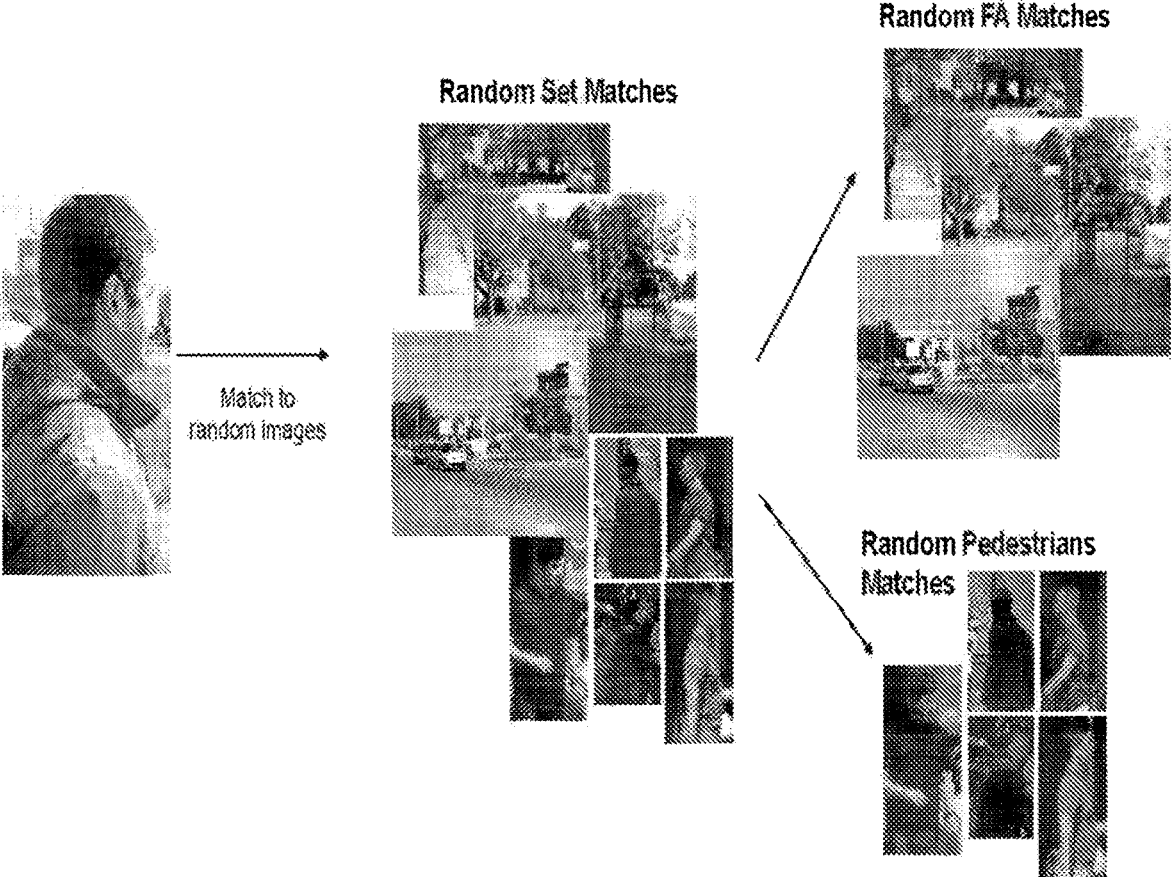 Random FA Matches
Random Set Matches
Match to
random images
Random Pedestrians
Matches